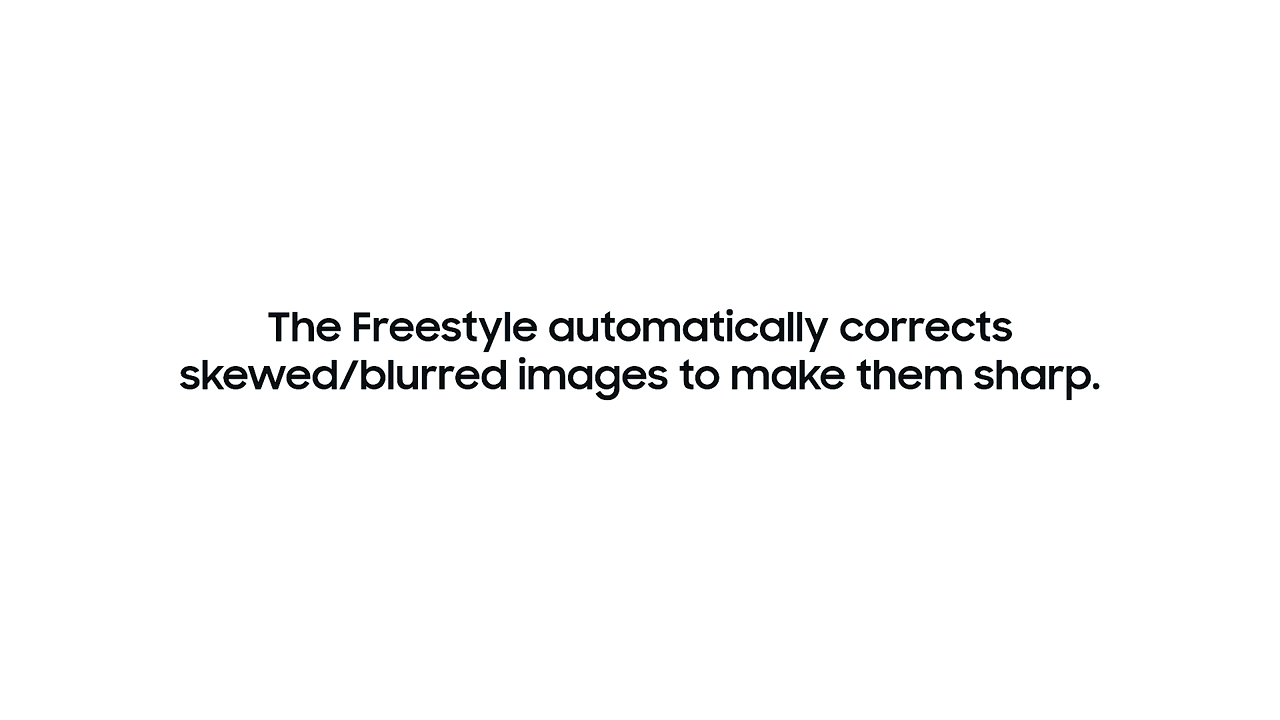 The Freestyle automatically corrects
skewed/blurred images to make them sharp.